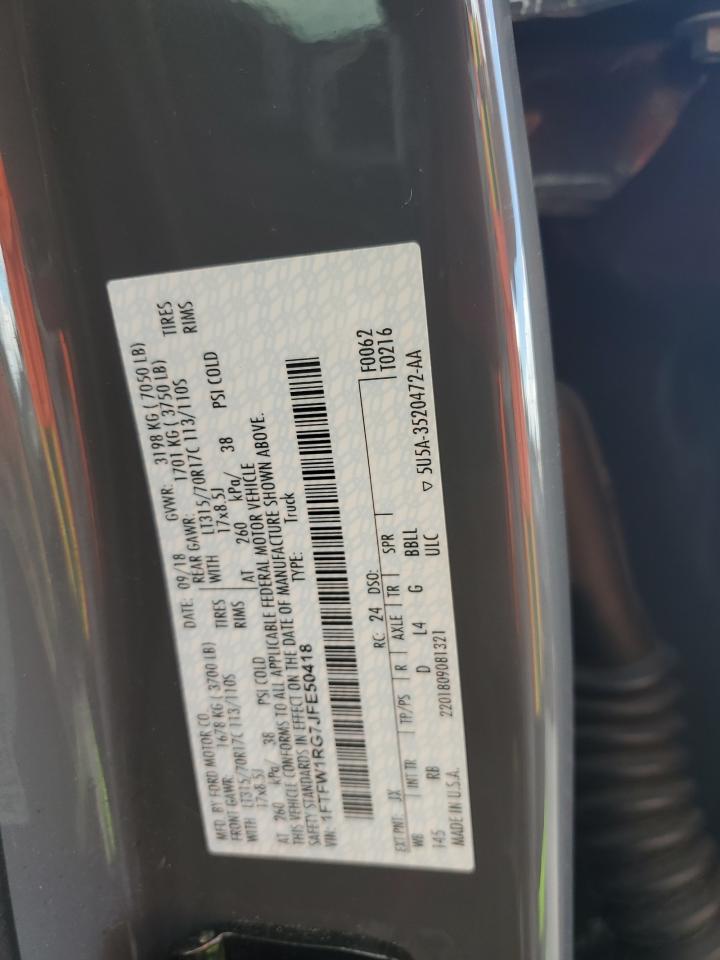 MFD. BY FORD MOTOR CO. DATE: 09/18 GVWR: 3198 KG ( 7050 LB)
FRONT GAWR: 1678 KG ( 3700 LB) REAR GAWR: 1701 KG ( 3750 LB)
WITH LT315/70R17C 113/110S TIRES WITH LT315/70R17C 113/110S TIRES
17x8.5J RIMS 17x8.5J RIMS
AT 260 kPa/ 38 PSI COLD AT 260 kPa/ 38 PSI COLD
THIS VEHICLE CONFORMS TO ALL APPLICABLE FEDERAL MOTOR VEHICLE
SAFETY STANDARDS IN EFFECT ON THE DATE OF MANUFACTURE SHOWN ABOVE.
VIN: 1FTFW1RG7JFE50418 TYPE: Truck
F0062
T0216
EXT PNT: JX RC: 24 DSO:
WB INT TR TP/PS R AXLE TR SPR
145 RB D L4 G BBLL
ULC
MADE IN U.S.A. 2201809081321 ▽ 5U5A-3520472-AA